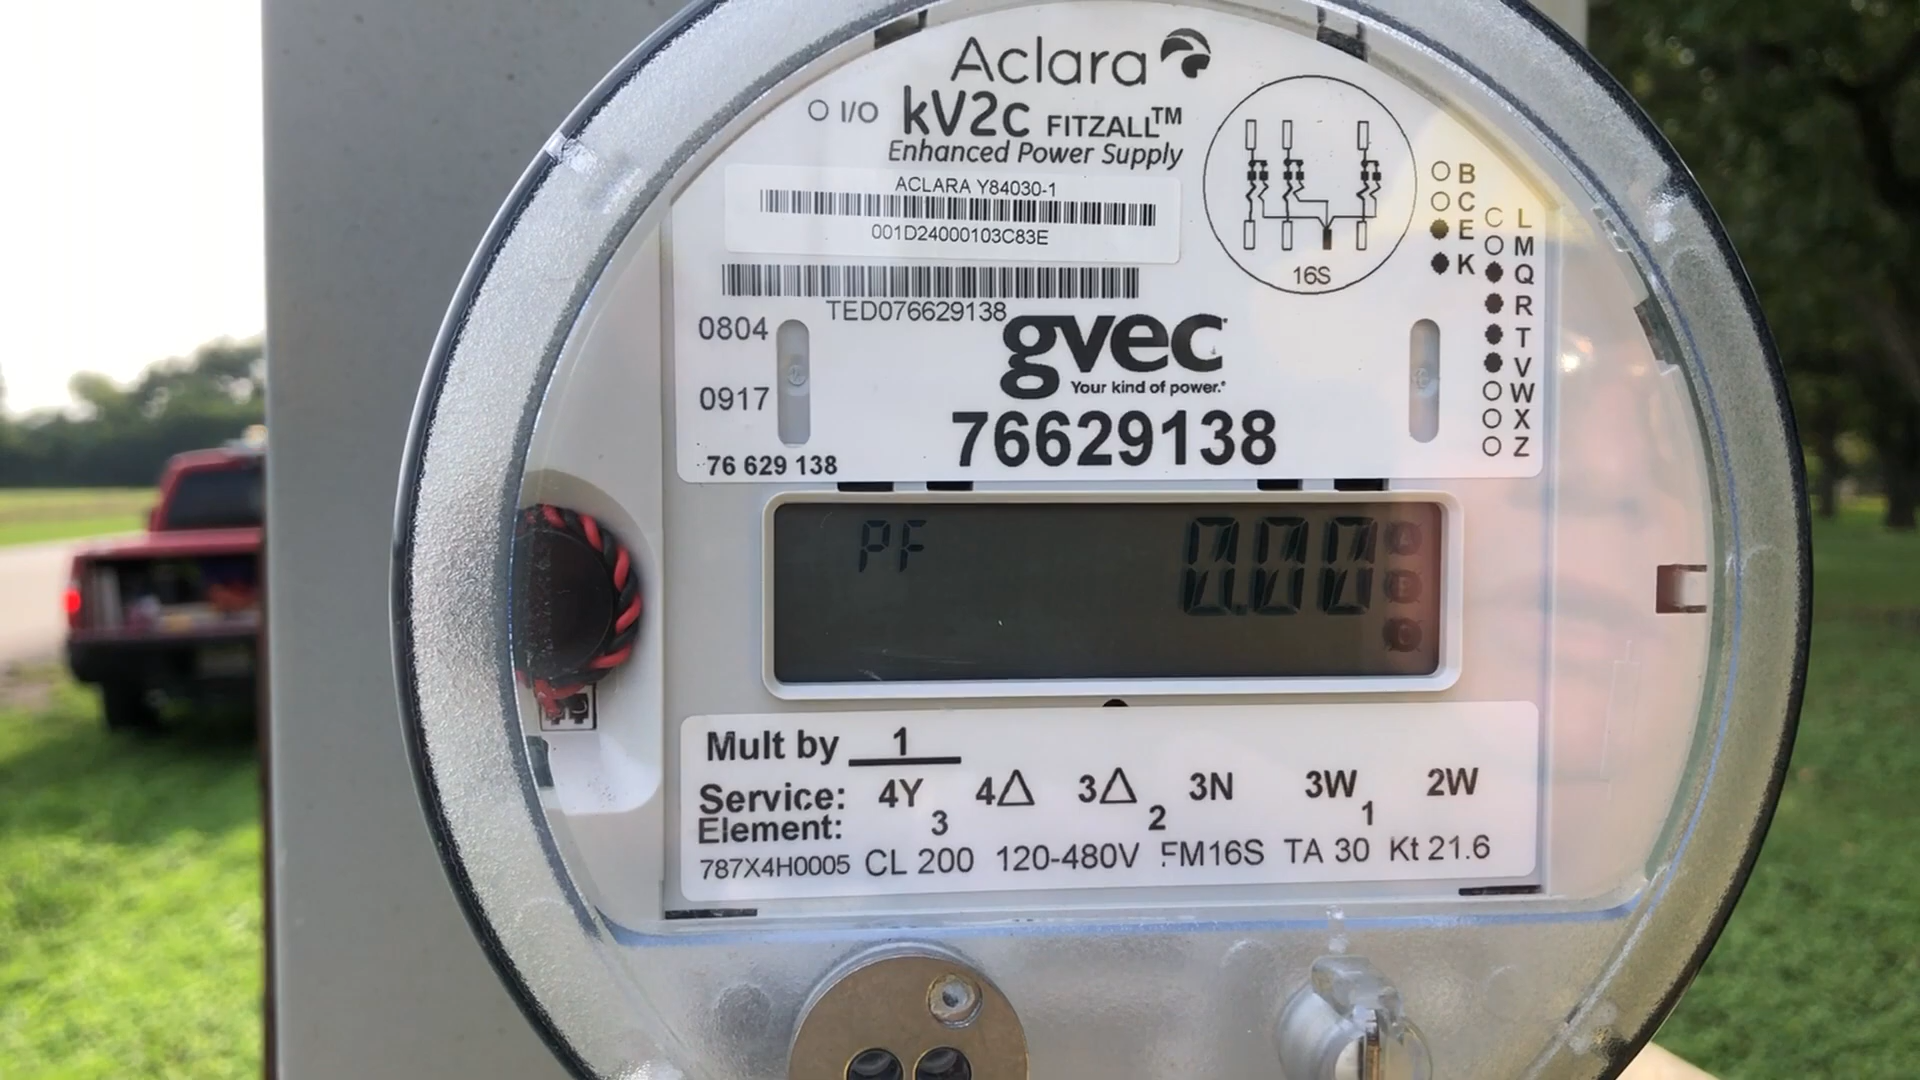 Aclara
I/O kV2c FITZALL™
Enhanced Power Supply
ACLARA Y84030-1
001D24000103C83E
TED076629138
16S
B
C
E
K
L
M
Q
R
T
V
W
X
Z
0804
0917
gvec
Your kind of power.®
76629138
76 629 138
PF 0.00
A
B
C
Mult by 1
Service: 4Y 4△ 3△ 3N 3W 2W
Element: 3 2 1
787X4H0005 CL 200 120-480V FM16S TA 30 Kt 21.6